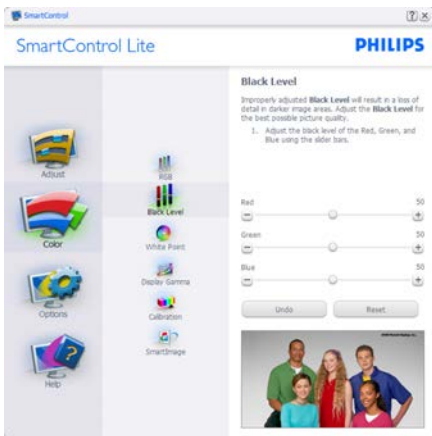 SmartControl
SmartControl Lite
PHILIPS
Adjust
Color
Options
Help
RGB
Black Level
White Point
Display Gamma
Calibration
SmartImage
Black Level
Improperly adjusted Black Level will result in a loss of
detail in darker image areas. Adjust the Black Level for
the best possible picture quality.
1. Adjust the black level of the Red, Green, and
Blue using the slider bars.
Red 50
Green 50
Blue 50
Undo Reset